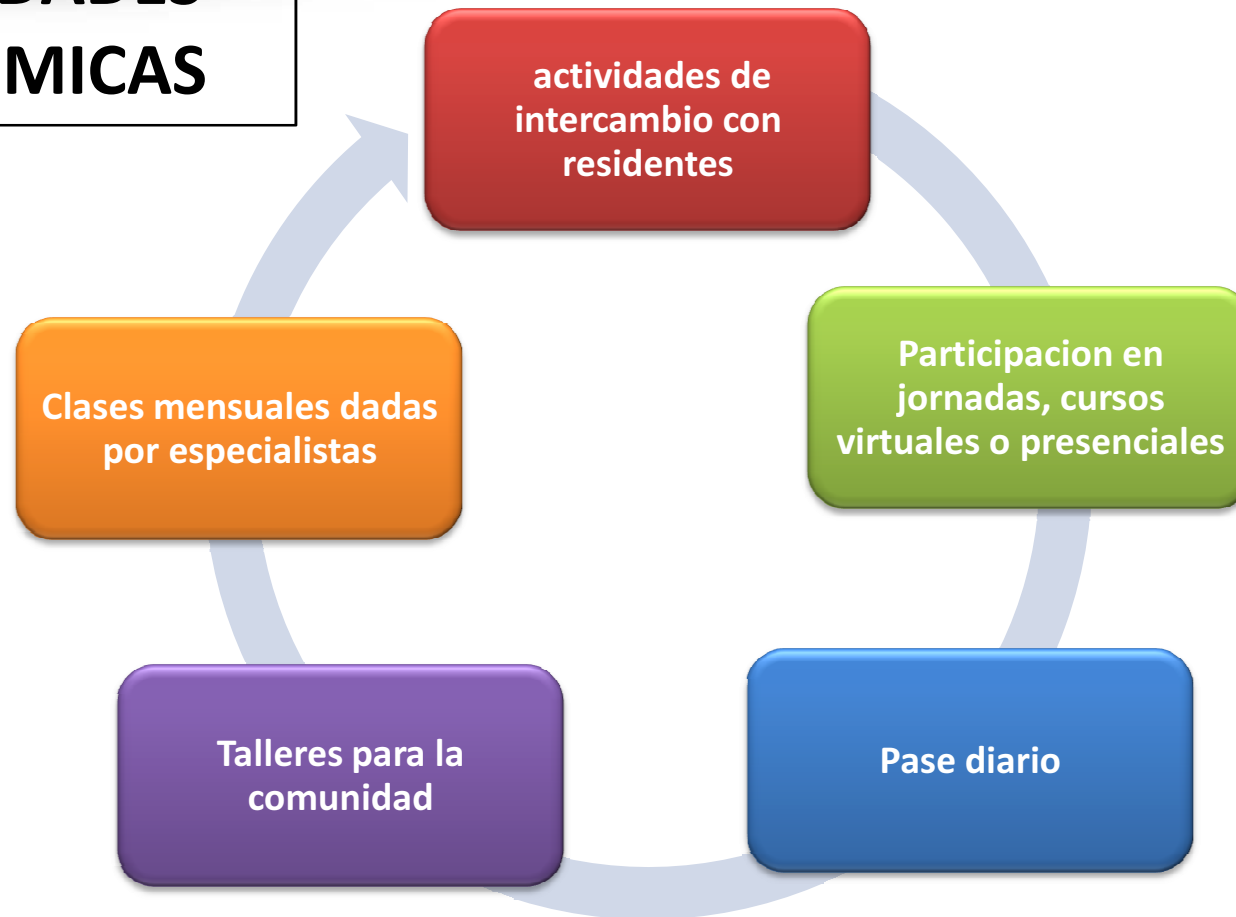 DADES
MICAS
actividades de
intercambio con
residentes
Participacion en
jornadas, cursos
virtuales o presenciales
Clases mensuales dadas
por especialistas
Talleres para la
comunidad
Pase diario